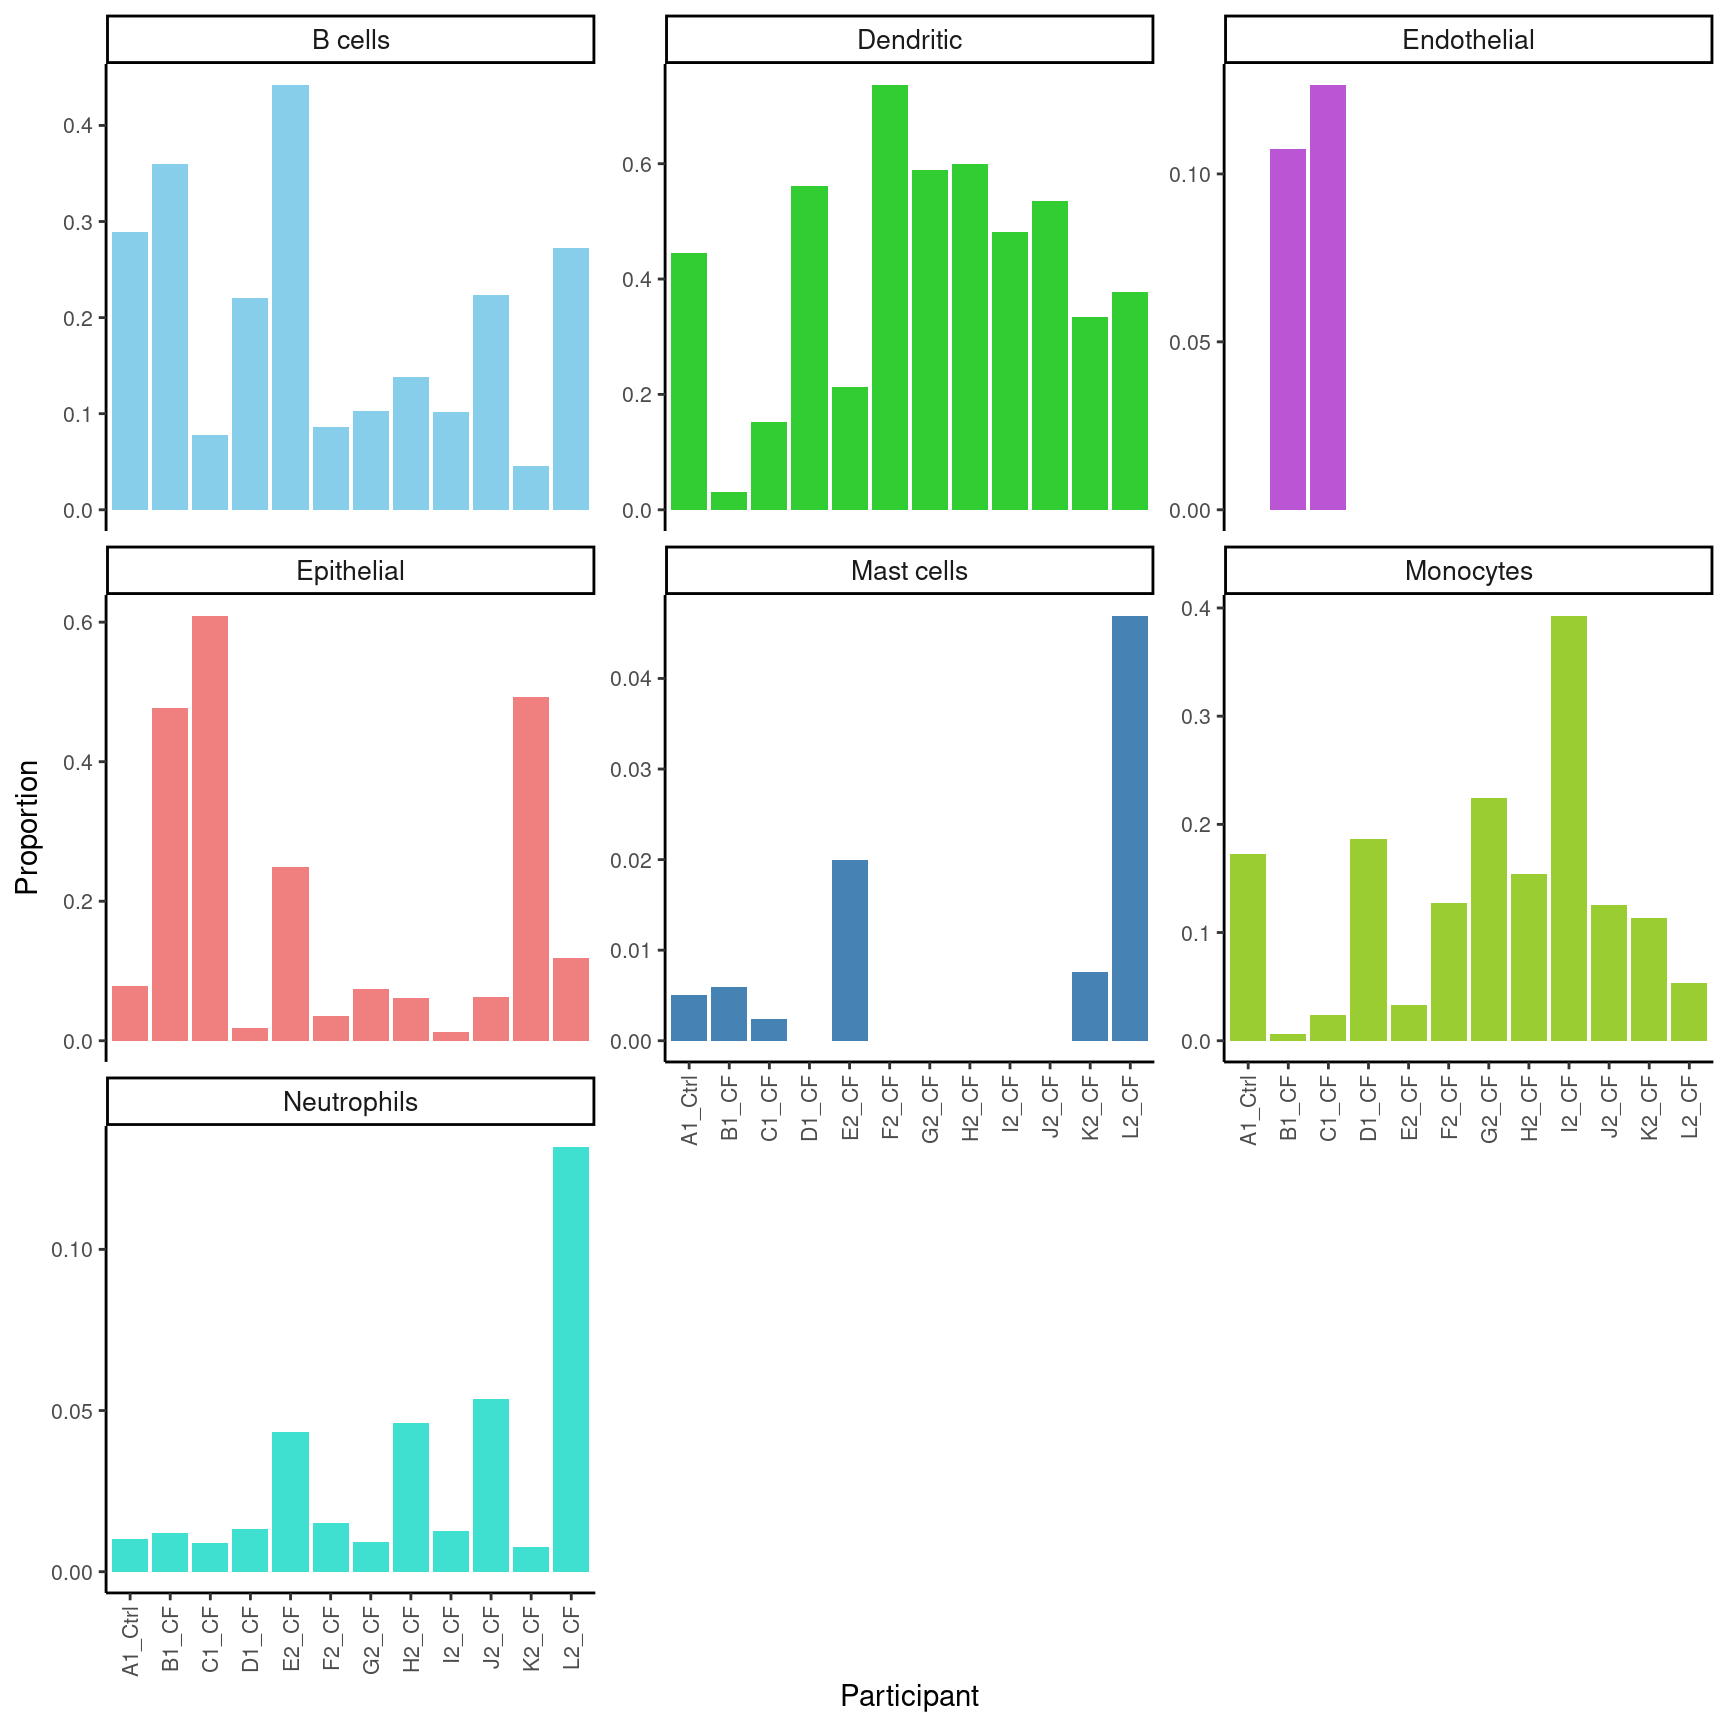 B cells
Dendritic
Endothelial
0.4
0.3
0.2
0.1
0.0
0.6
0.4
0.2
0.0
0.10
0.05
0.00
Epithelial
Mast cells
Monocytes
0.6
0.4
0.2
0.0
0.04
0.03
0.02
0.01
0.00
0.4
0.3
0.2
0.1
0.0
A1_Ctrl
B1_CF
C1_CF
D1_CF
E2_CF
F2_CF
G2_CF
H2_CF
I2_CF
J2_CF
K2_CF
L2_CF
A1_Ctrl
B1_CF
C1_CF
D1_CF
E2_CF
F2_CF
G2_CF
H2_CF
I2_CF
J2_CF
K2_CF
L2_CF
Neutrophils
0.10
0.05
0.00
A1_Ctrl
B1_CF
C1_CF
D1_CF
E2_CF
F2_CF
G2_CF
H2_CF
I2_CF
J2_CF
K2_CF
L2_CF
Proportion
Participant